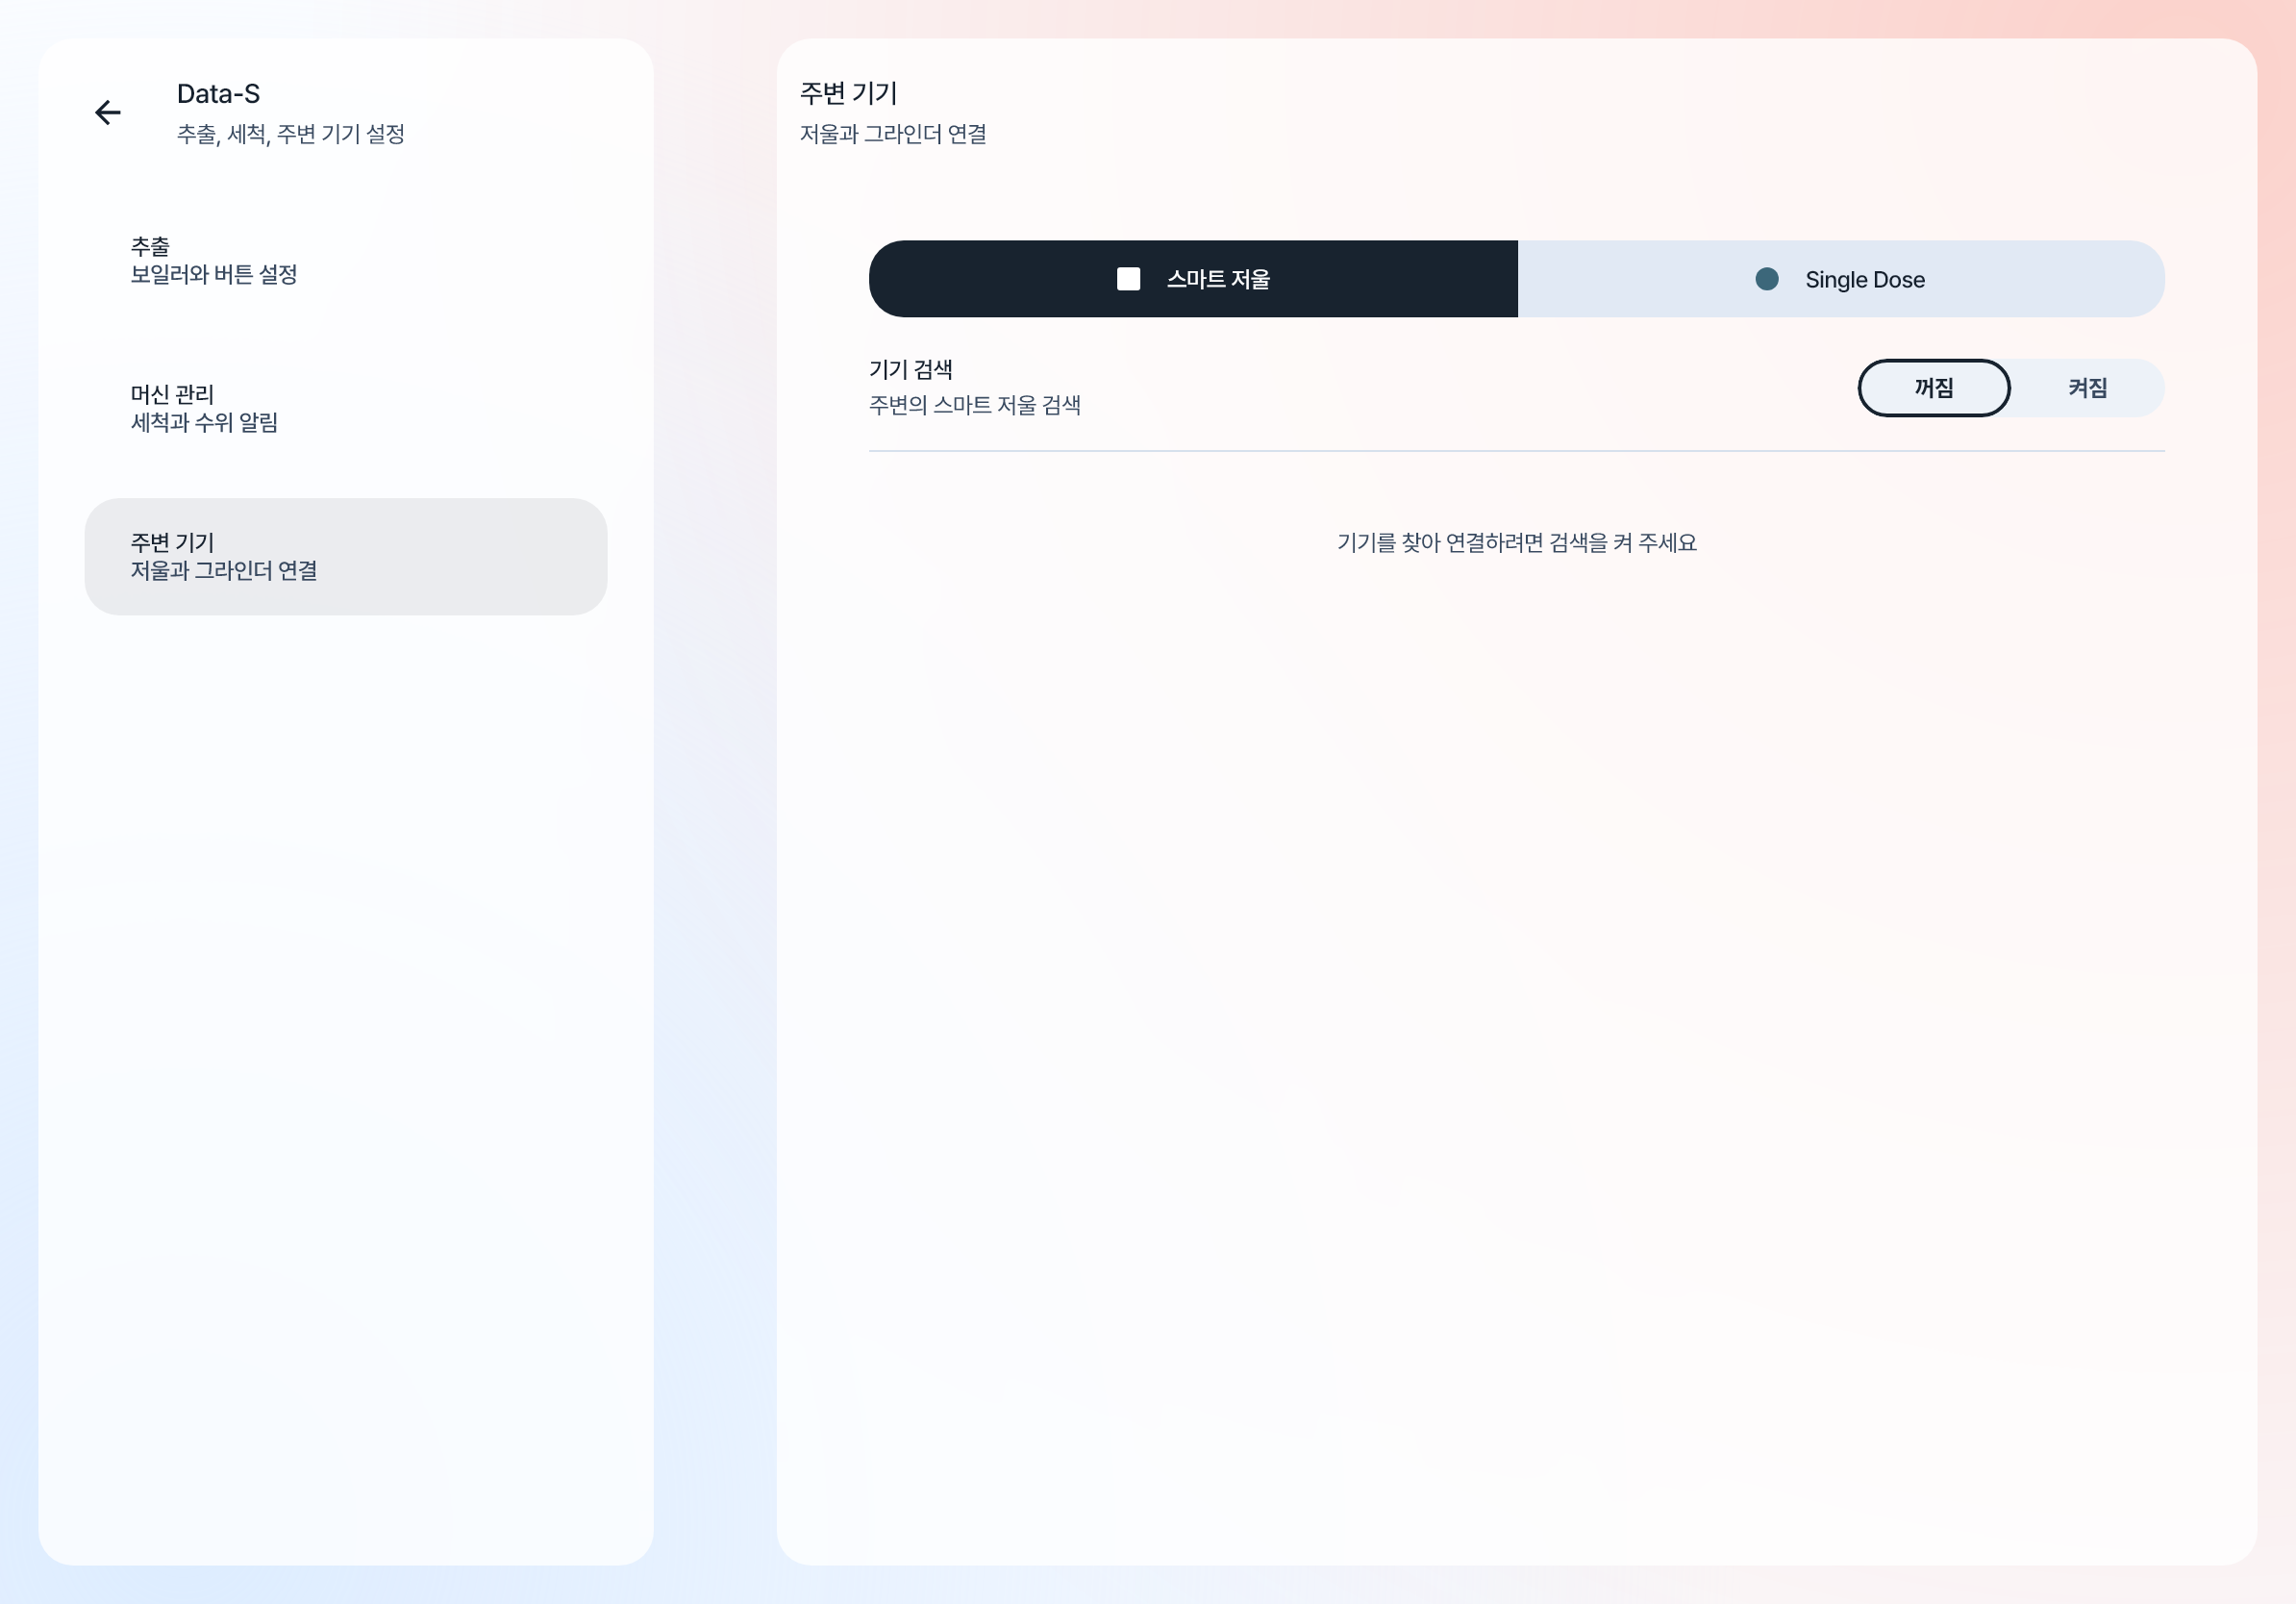 Data-S
추출, 세척, 주변 기기 설정
추출
보일러와 버튼 설정
머신 관리
세척과 수위 알림
주변 기기
저울과 그라인더 연결
주변 기기
저울과 그라인더 연결
스마트 저울
Single Dose
기기 검색
주변의 스마트 저울 검색
꺼짐
켜짐
기기를 찾아 연결하려면 검색을 켜 주세요